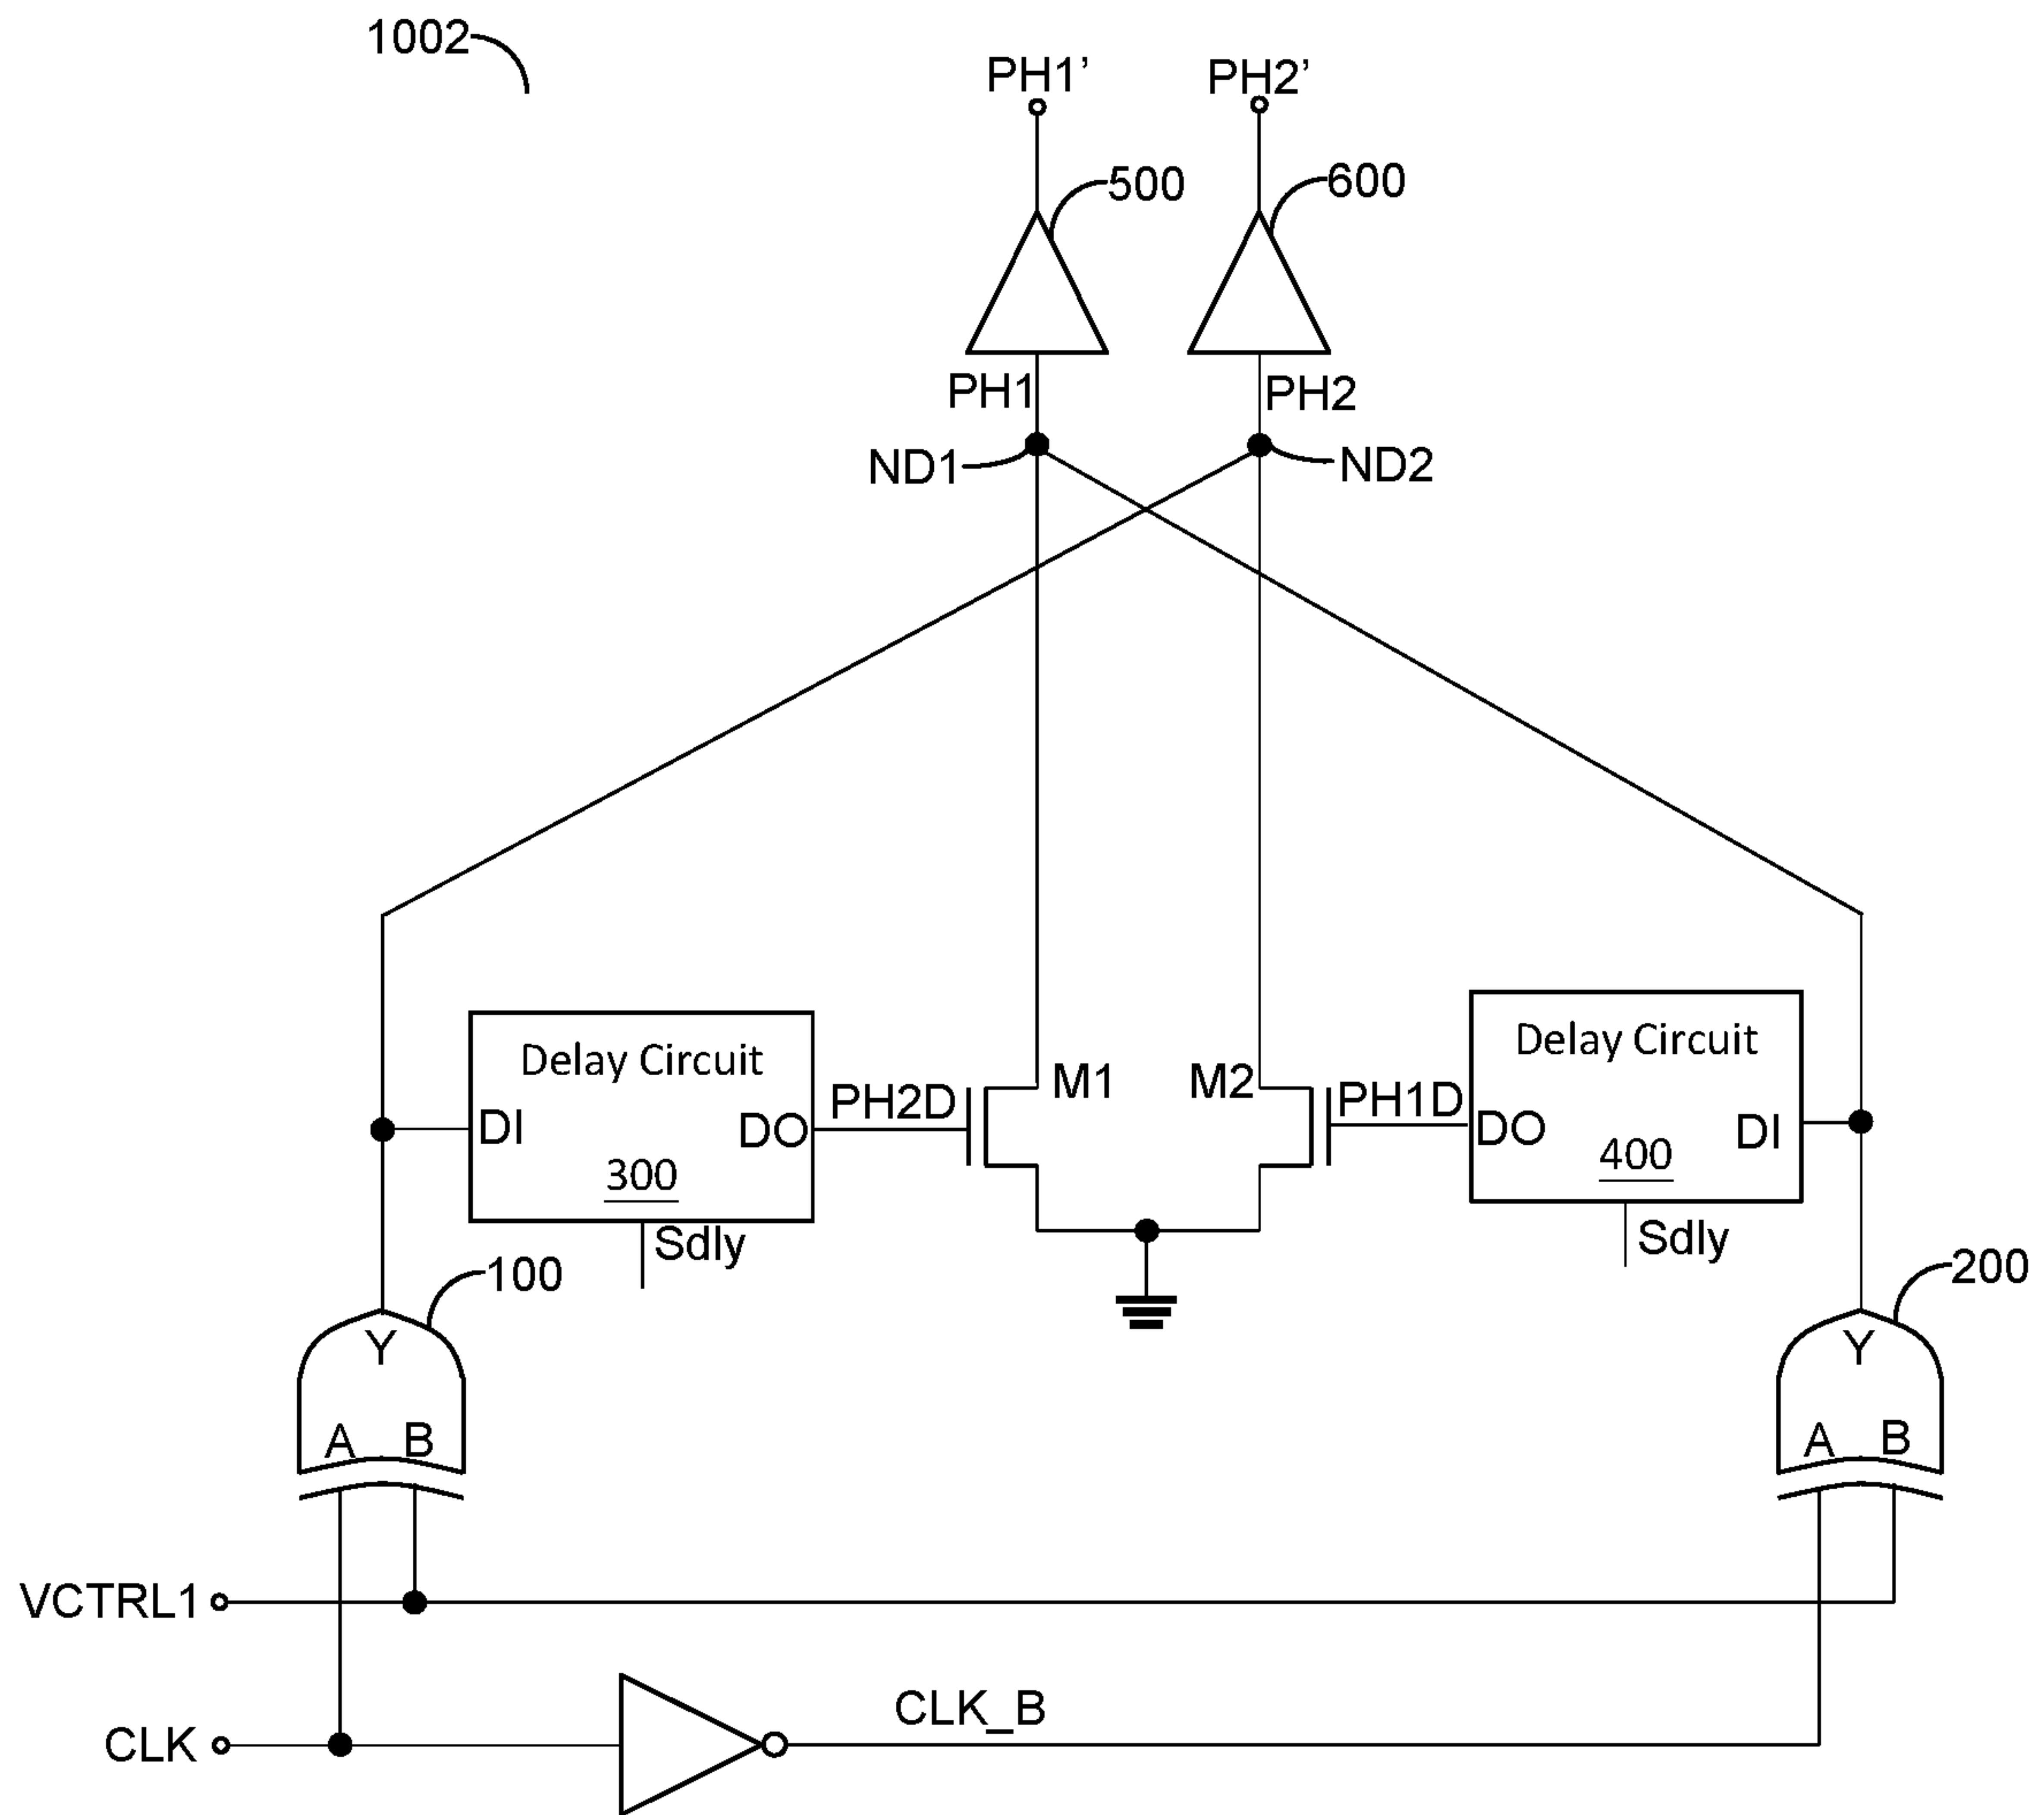 1002
PH1’
PH2’
500
600
PH1
PH2
ND1
ND2
Delay Circuit
DI
DO
300
Sdly
PH2D
M1
M2
PH1D
Delay Circuit
DO
DI
400
Sdly
100
200
Y
A
B
Y
A
B
VCTRL1
CLK_B
CLK